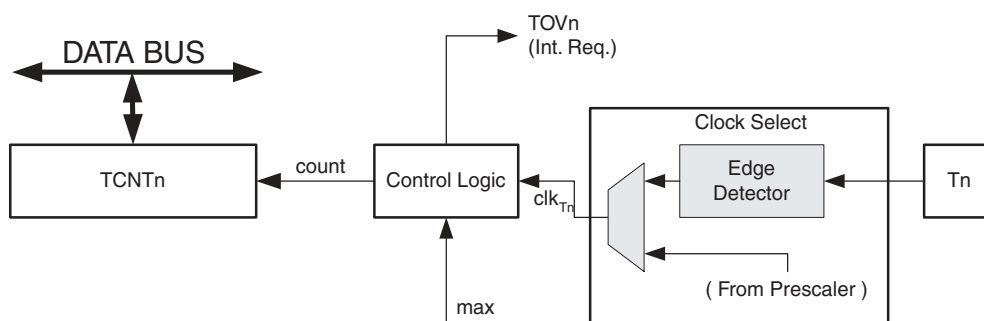 TOVn
(Int. Req.)
DATA BUS
Clock Select
TCNTn
count
Control Logic
clkTn
Edge
Detector
Tn
( From Prescaler )
max